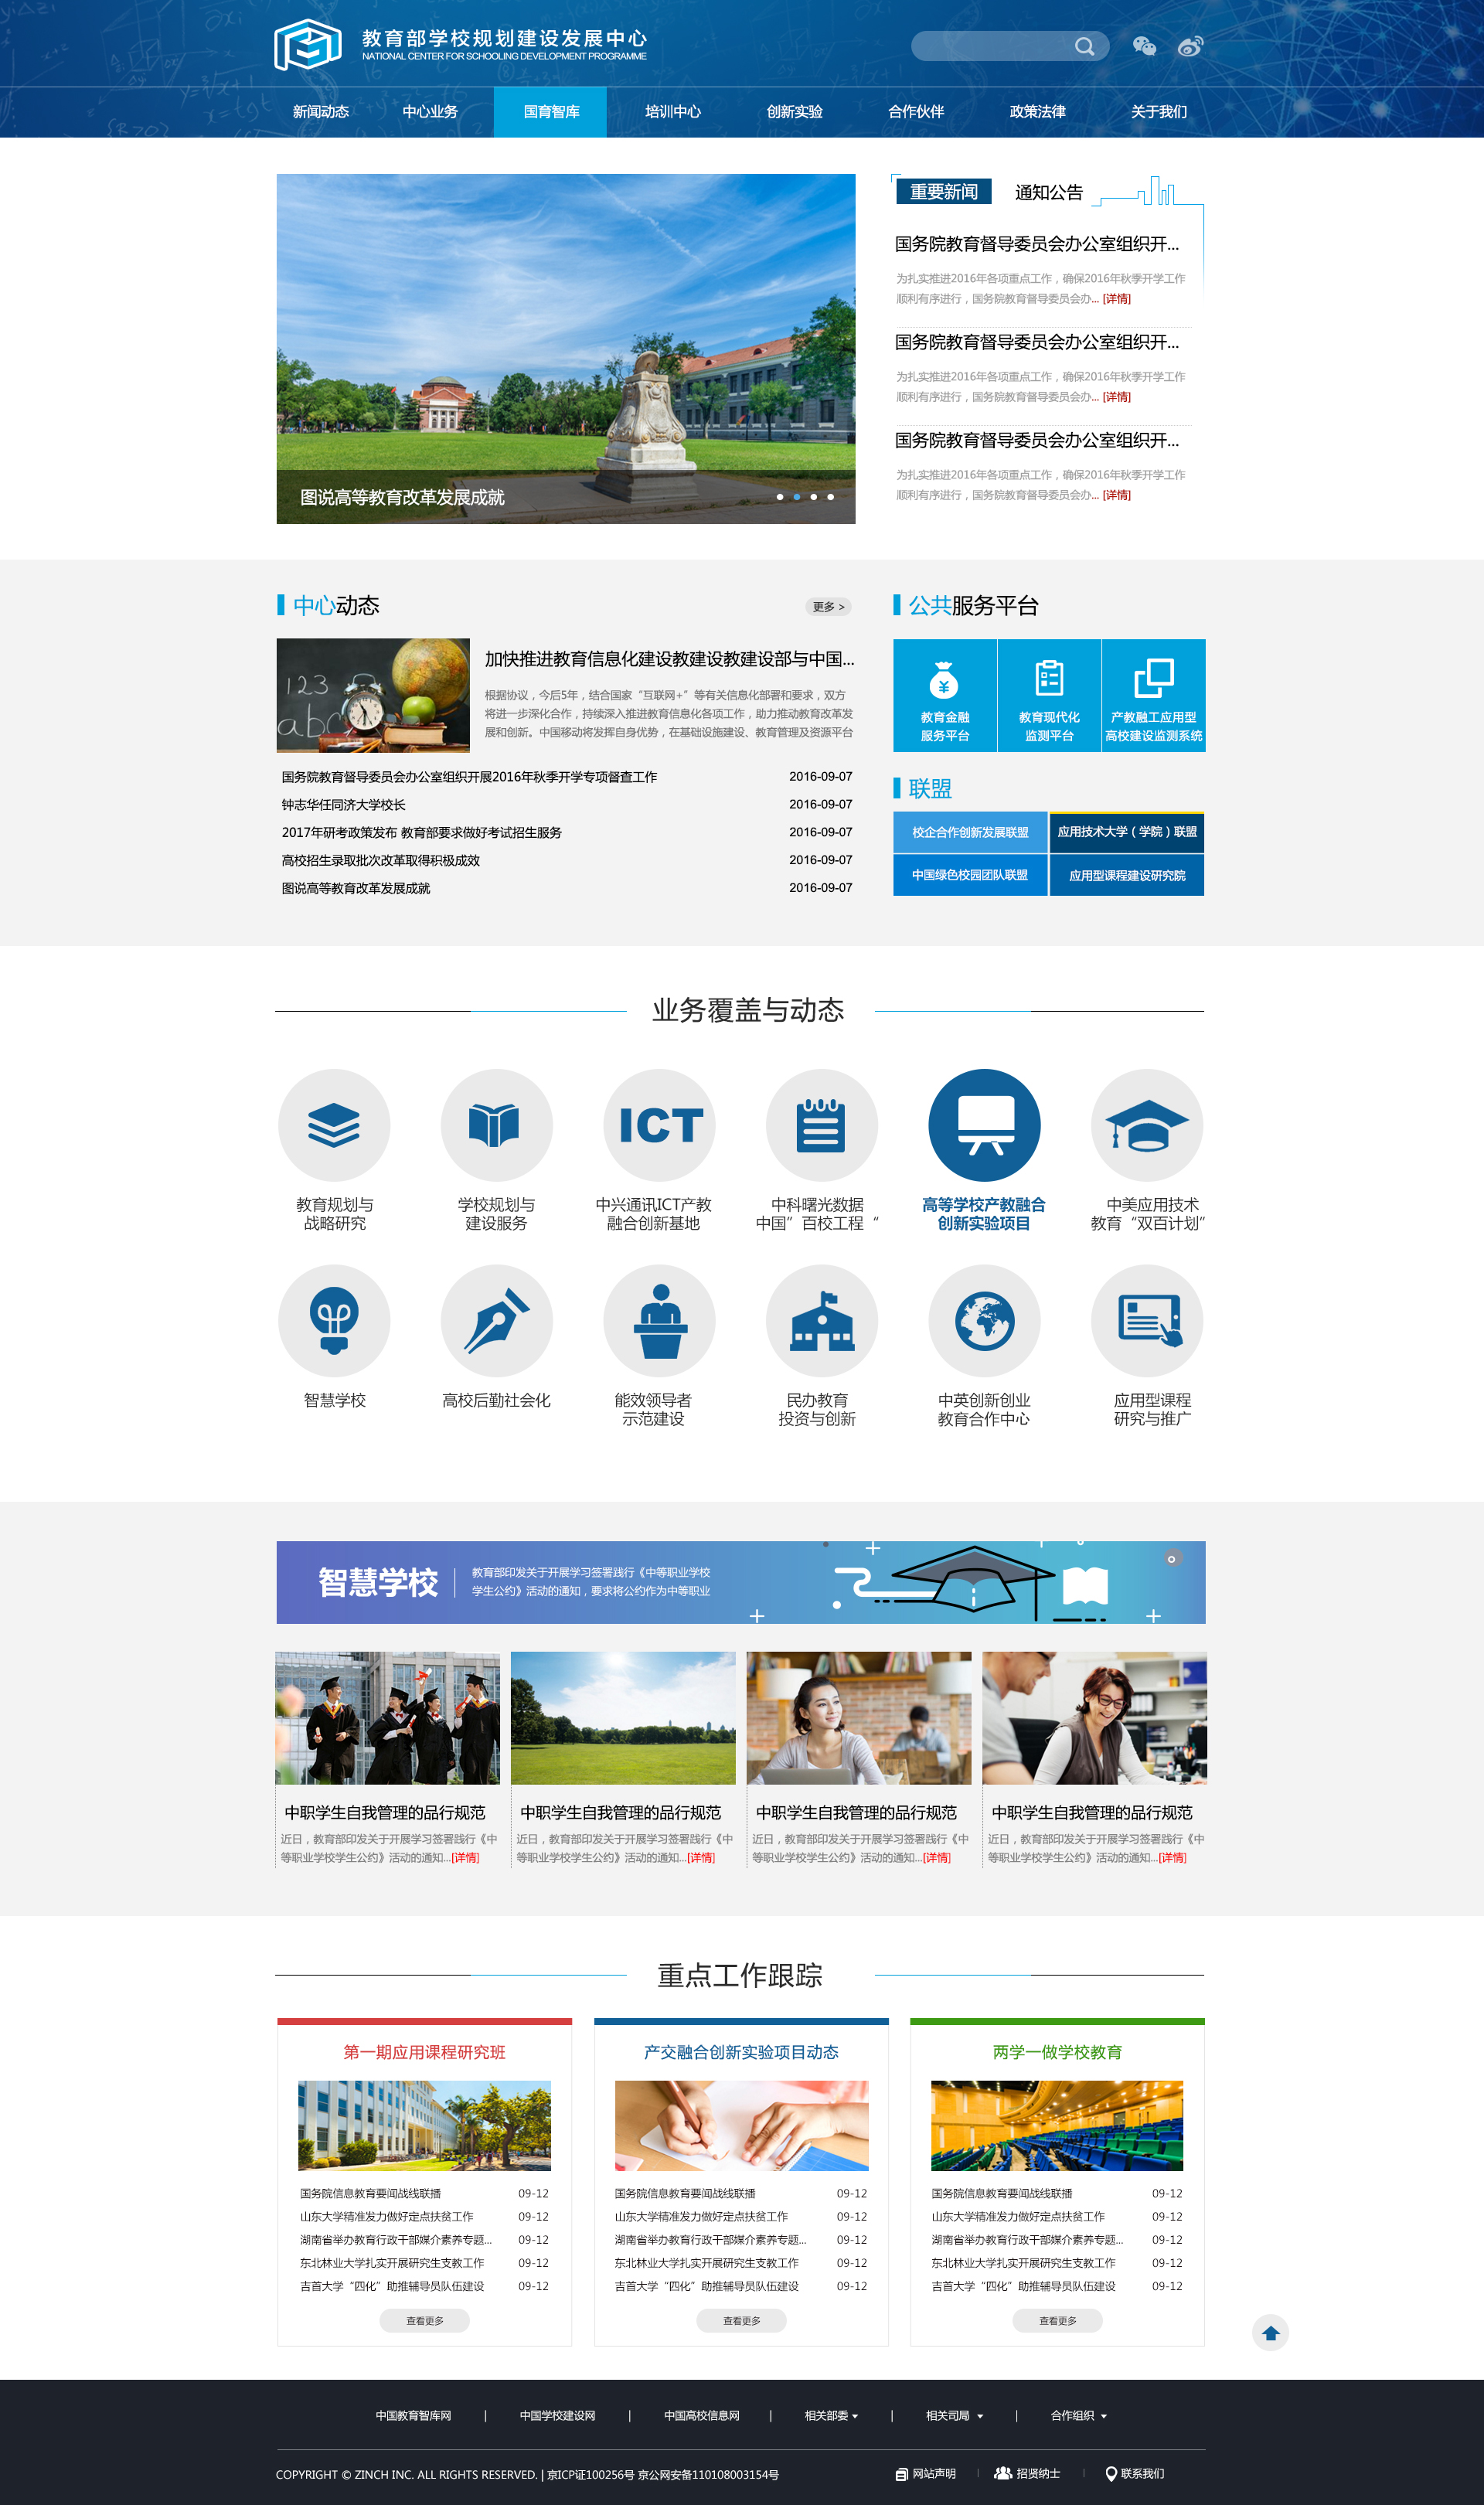 教育部学校规划建设发展中心
NATIONAL CENTER FOR SCHOOLING DEVELOPMENT PROGRAMME
新闻动态 中心业务 国育智库 培训中心 创新实验 合作伙伴 政策法律 关于我们
图说高等教育改革发展成就
重要新闻 通知公告
国务院教育督导委员会办公室组织开...
为扎实推进2016年各项重点工作，确保2016年秋季开学工作
顺利有序进行，国务院教育督导委员会办... [详情]
国务院教育督导委员会办公室组织开...
为扎实推进2016年各项重点工作，确保2016年秋季开学工作
顺利有序进行，国务院教育督导委员会办... [详情]
国务院教育督导委员会办公室组织开...
为扎实推进2016年各项重点工作，确保2016年秋季开学工作
顺利有序进行，国务院教育督导委员会办... [详情]
中心动态
更多 >
123
abc
加快推进教育信息化建设教建设教建设部与中国...
根据协议，今后5年，结合国家“互联网+”等有关信息化部署和要求，双方
将进一步深化合作，持续深入推进教育信息化各项工作，助力推动教育改革发
展和创新。中国移动将发挥自身优势，在基础设施建设、教育管理及资源平台
国务院教育督导委员会办公室组织开展2016年秋季开学专项督查工作 2016-09-07
钟志华任同济大学校长 2016-09-07
2017年研考政策发布 教育部要求做好考试招生服务 2016-09-07
高校招生录取批次改革取得积极成效 2016-09-07
图说高等教育改革发展成就 2016-09-07
公共服务平台
教育金融
服务平台
教育现代化
监测平台
产教融工应用型
高校建设监测系统
联盟
校企合作创新发展联盟 应用技术大学（学院）联盟
中国绿色校园团队联盟 应用型课程建设研究院
业务覆盖与动态
ICT
教育规划与
战略研究
学校规划与
建设服务
中兴通讯ICT产教
融合创新基地
中科曙光数据
中国”百校工程“
高等学校产教融合
创新实验项目
中美应用技术
教育“双百计划”
智慧学校
高校后勤社会化
能效领导者
示范建设
民办教育
投资与创新
中英创新创业
教育合作中心
应用型课程
研究与推广
智慧学校
教育部印发关于开展学习签署践行《中等职业学校
学生公约》活动的通知，要求将公约作为中等职业
中职学生自我管理的品行规范
近日，教育部印发关于开展学习签署践行《中
等职业学校学生公约》活动的通知...[详情]
中职学生自我管理的品行规范
近日，教育部印发关于开展学习签署践行《中
等职业学校学生公约》活动的通知...[详情]
中职学生自我管理的品行规范
近日，教育部印发关于开展学习签署践行《中
等职业学校学生公约》活动的通知...[详情]
中职学生自我管理的品行规范
近日，教育部印发关于开展学习签署践行《中
等职业学校学生公约》活动的通知...[详情]
重点工作跟踪
第一期应用课程研究班
国务院信息教育要闻战线联播 09-12
山东大学精准发力做好定点扶贫工作 09-12
湖南省举办教育行政干部媒介素养专题... 09-12
东北林业大学扎实开展研究生支教工作 09-12
吉首大学“四化”助推辅导员队伍建设 09-12
查看更多
产交融合创新实验项目动态
国务院信息教育要闻战线联播 09-12
山东大学精准发力做好定点扶贫工作 09-12
湖南省举办教育行政干部媒介素养专题... 09-12
东北林业大学扎实开展研究生支教工作 09-12
吉首大学“四化”助推辅导员队伍建设 09-12
查看更多
两学一做学校教育
国务院信息教育要闻战线联播 09-12
山东大学精准发力做好定点扶贫工作 09-12
湖南省举办教育行政干部媒介素养专题... 09-12
东北林业大学扎实开展研究生支教工作 09-12
吉首大学“四化”助推辅导员队伍建设 09-12
查看更多
中国教育智库网 | 中国学校建设网 | 中国高校信息网 | 相关部委 | 相关司局 | 合作组织
COPYRIGHT © ZINCH INC. ALL RIGHTS RESERVED. | 京ICP证100256号 京公网安备110108003154号
网站声明 | 招贤纳士 | 联系我们